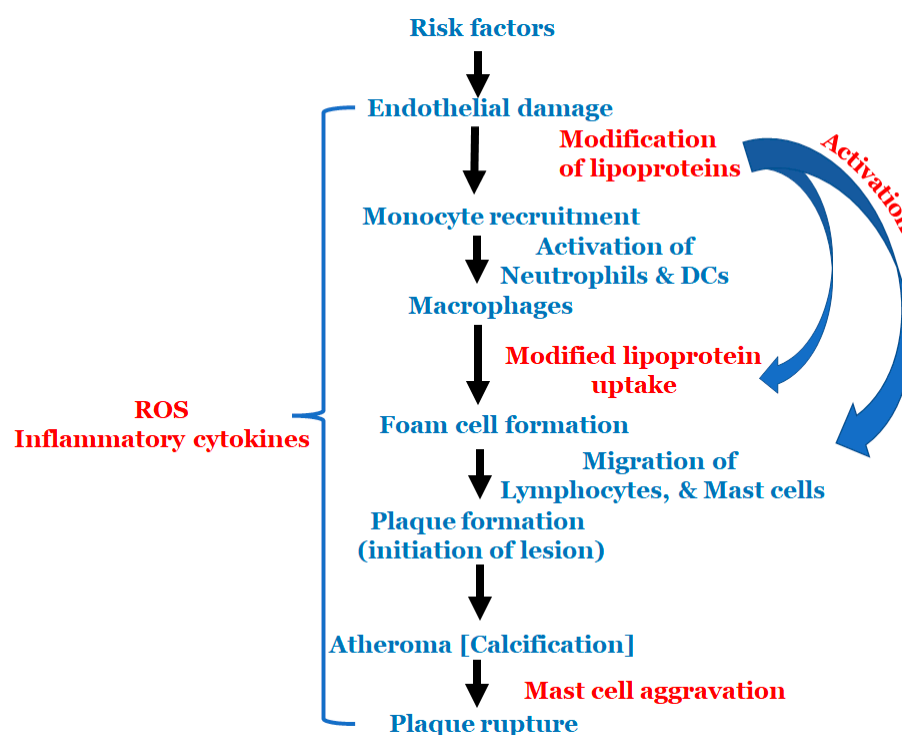 Risk factors
Endothelial damage
Modification
of lipoproteins
Activation
Monocyte recruitment
Activation of
Neutrophils & DCs
Macrophages
Modified lipoprotein
uptake
ROS
Inflammatory cytokines
Foam cell formation
Migration of
Lymphocytes, & Mast cells
Plaque formation
(initiation of lesion)
Atheroma [Calcification]
Mast cell aggravation
Plaque rupture